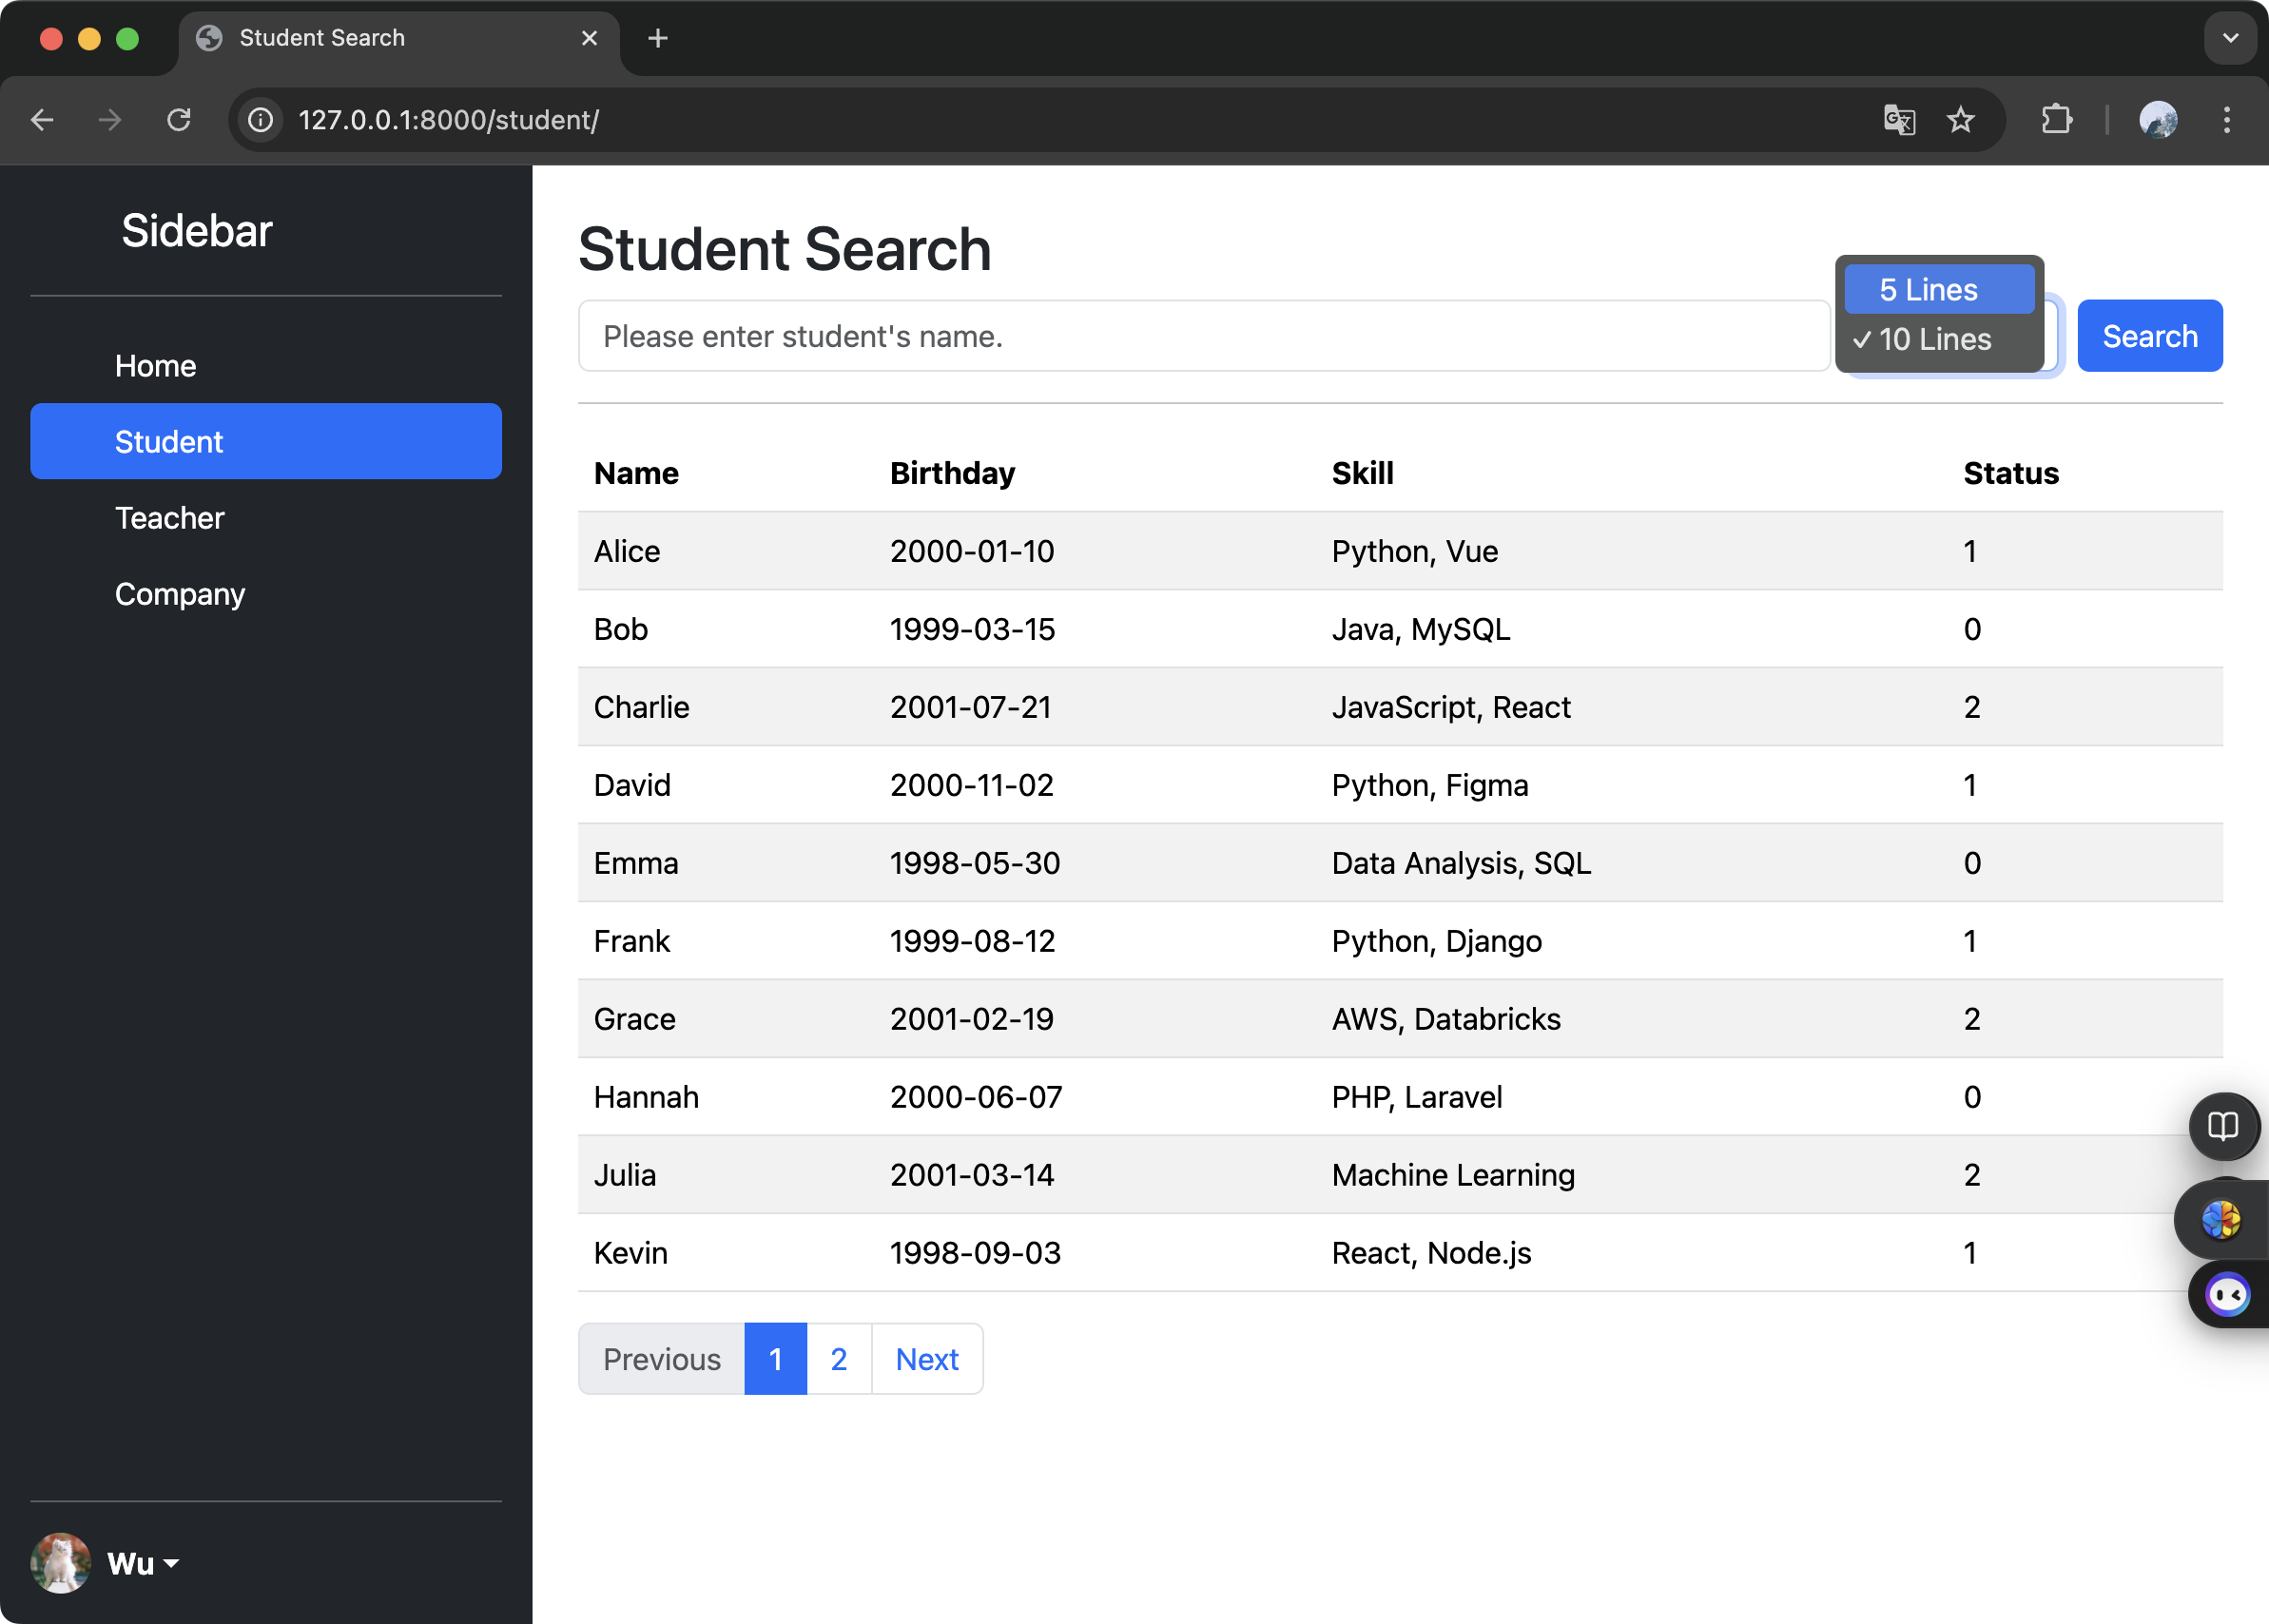 Student Search
127.0.0.1:8000/student/
Sidebar
Home
Student
Teacher
Company
Wu
Student Search
Please enter student's name.
5 Lines
✓ 10 Lines
Search
Name Birthday Skill Status
Alice 2000-01-10 Python, Vue 1
Bob 1999-03-15 Java, MySQL 0
Charlie 2001-07-21 JavaScript, React 2
David 2000-11-02 Python, Figma 1
Emma 1998-05-30 Data Analysis, SQL 0
Frank 1999-08-12 Python, Django 1
Grace 2001-02-19 AWS, Databricks 2
Hannah 2000-06-07 PHP, Laravel 0
Julia 2001-03-14 Machine Learning 2
Kevin 1998-09-03 React, Node.js 1
Previous 1 2 Next